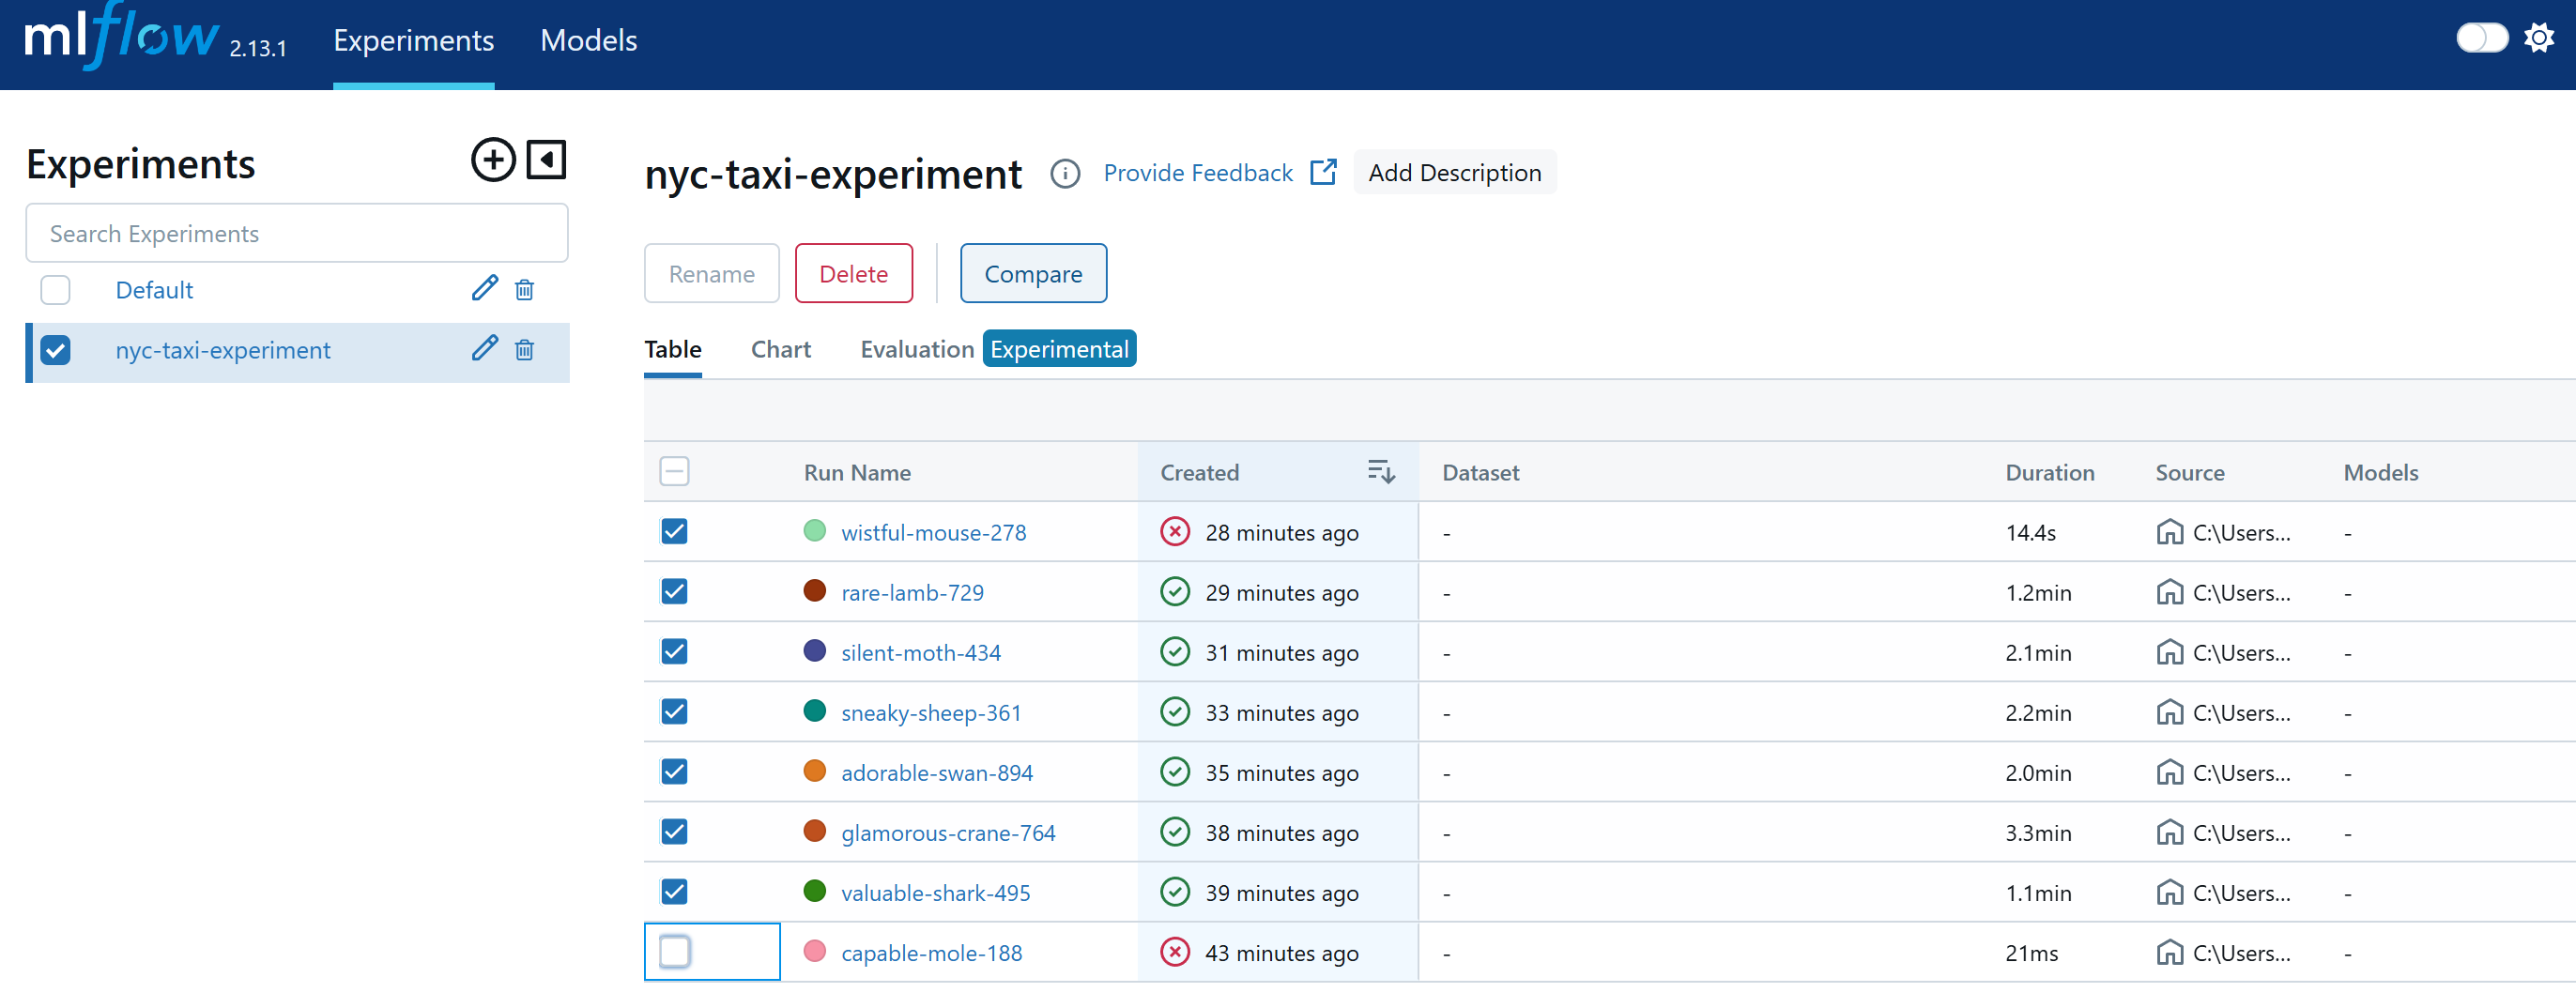 mlflow 2.13.1 Experiments Models
Experiments
Search Experiments
Default
nyc-taxi-experiment
nyc-taxi-experiment Provide Feedback Add Description
Rename Delete Compare
Table Chart Evaluation Experimental
Run Name Created Dataset Duration Source Models
wistful-mouse-278 28 minutes ago - 14.4s C:\Users... -
rare-lamb-729 29 minutes ago - 1.2min C:\Users... -
silent-moth-434 31 minutes ago - 2.1min C:\Users... -
sneaky-sheep-361 33 minutes ago - 2.2min C:\Users... -
adorable-swan-894 35 minutes ago - 2.0min C:\Users... -
glamorous-crane-764 38 minutes ago - 3.3min C:\Users... -
valuable-shark-495 39 minutes ago - 1.1min C:\Users... -
capable-mole-188 43 minutes ago - 21ms C:\Users... -